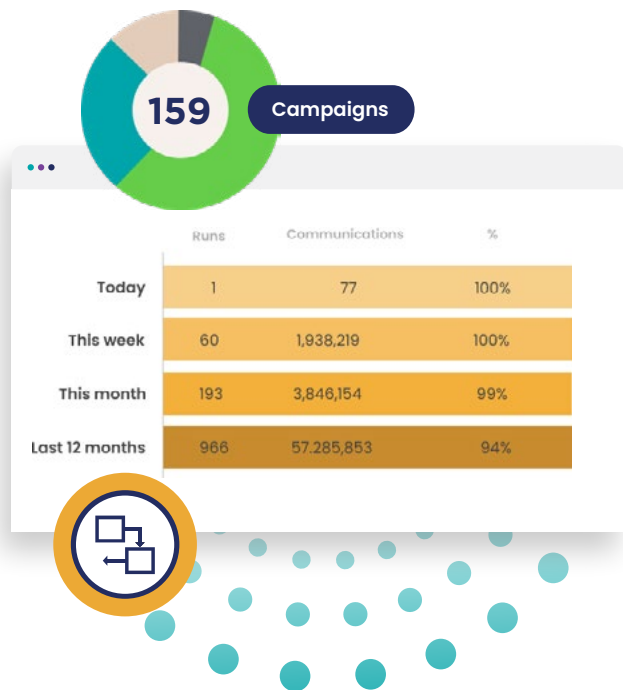 159
Campaigns
Runs Communications %
Today 1 77 100%
This week 60 1,938,219 100%
This month 193 3,846,154 99%
Last 12 months 966 57.285,853 94%